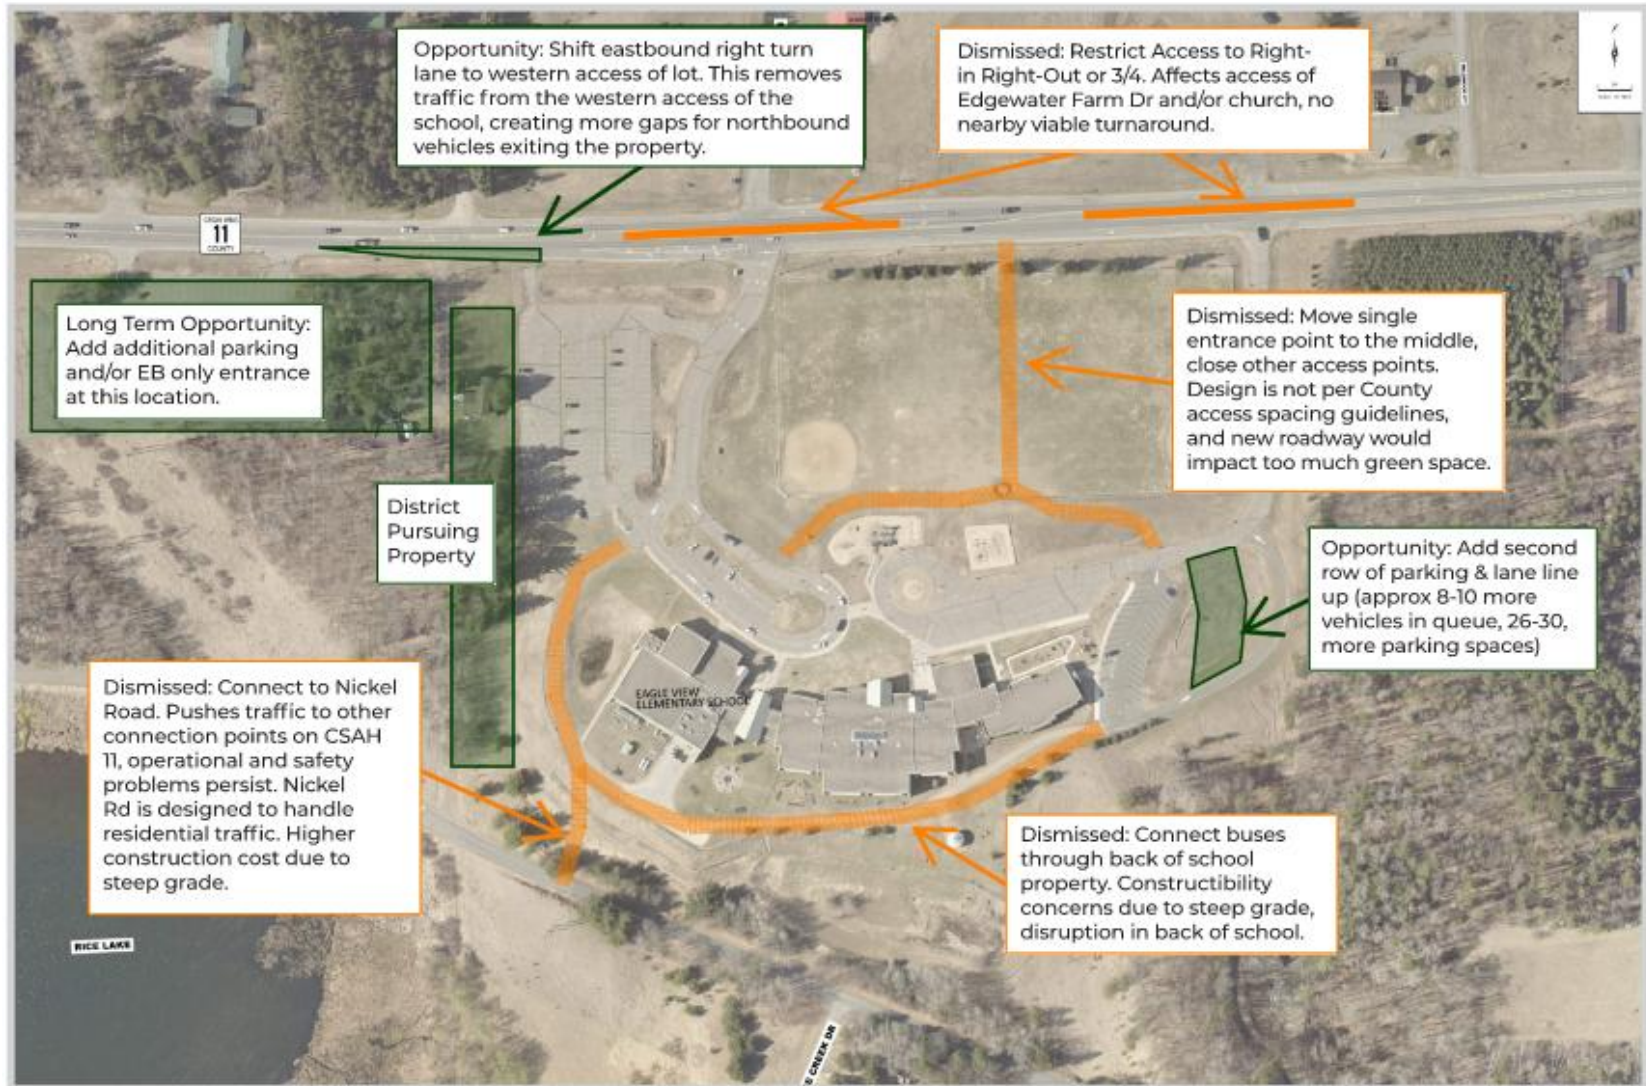 Opportunity: Shift eastbound right turn
lane to western access of lot. This removes
traffic from the western access of the
school, creating more gaps for northbound
vehicles exiting the property.
Dismissed: Restrict Access to Right-
in Right-Out or 3/4. Affects access of
Edgewater Farm Dr and/or church, no
nearby viable turnaround.
11
COUNTY
Long Term Opportunity:
Add additional parking
and/or EB only entrance
at this location.
Dismissed: Move single
entrance point to the middle,
close other access points.
Design is not per County
access spacing guidelines,
and new roadway would
impact too much green space.
District
Pursuing
Property
Opportunity: Add second
row of parking & lane line
up (approx 8-10 more
vehicles in queue, 26-30,
more parking spaces)
EAGLE VIEW
ELEMENTARY SCHOOL
Dismissed: Connect to Nickel
Road. Pushes traffic to other
connection points on CSAH
11, operational and safety
problems persist. Nickel
Rd is designed to handle
residential traffic. Higher
construction cost due to
steep grade.
Dismissed: Connect buses
through back of school
property. Constructibility
concerns due to steep grade,
disruption in back of school.
RICE LAKE
CREEK DR